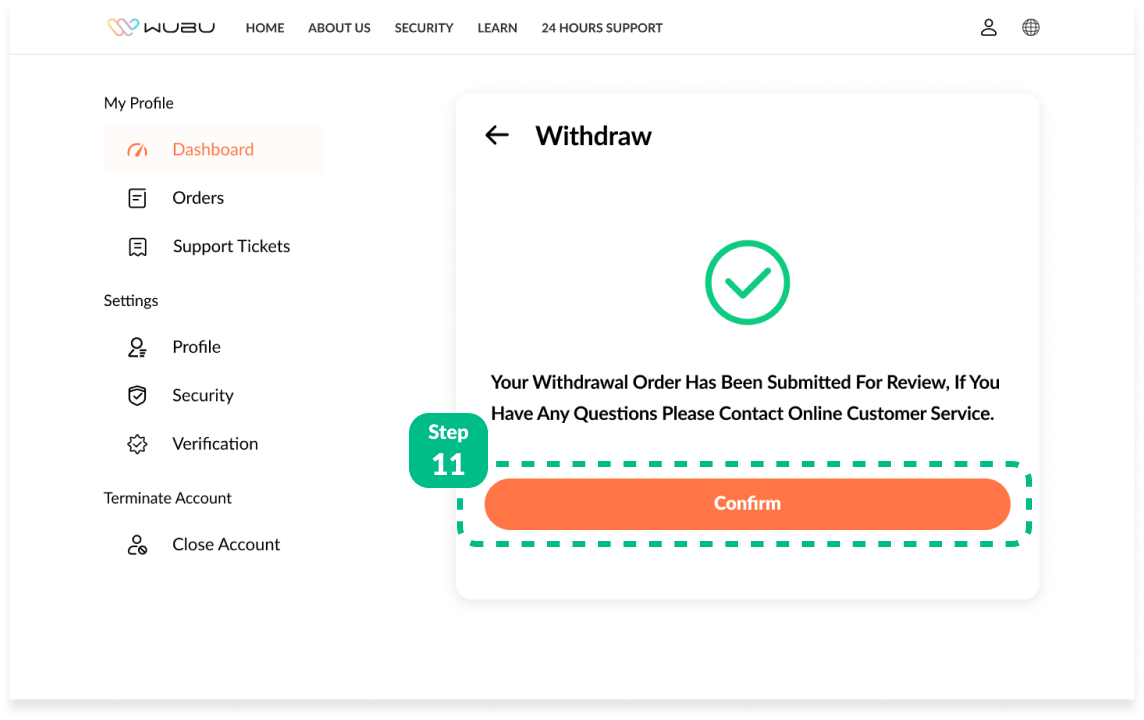 WUBU HOME ABOUT US SECURITY LEARN 24 HOURS SUPPORT
My Profile
Dashboard
Orders
Support Tickets
Settings
Profile
Security
Verification
Terminate Account
Close Account
Withdraw
Your Withdrawal Order Has Been Submitted For Review, If You
Have Any Questions Please Contact Online Customer Service.
Step
11
Confirm